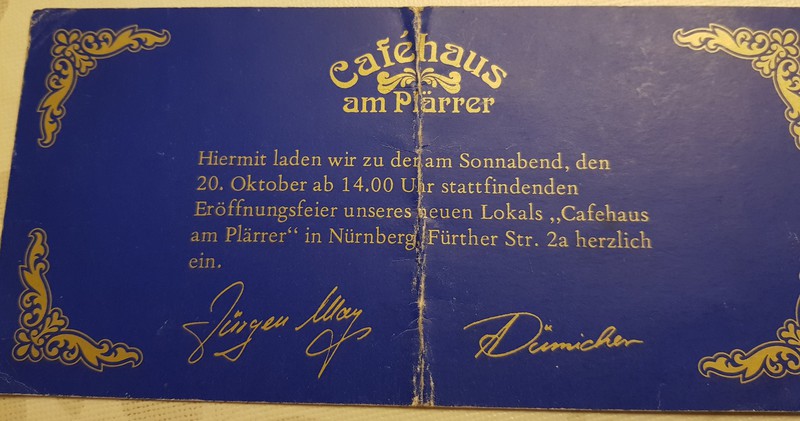 Caféhaus
am Plärrer
Hiermit laden wir zu der am Sonnabend, den
20. Oktober ab 14.00 Uhr stattfindenden
Eröffnungsfeier unseres neuen Lokals „Cafehaus
am Plärrer“ in Nürnberg, Fürther Str. 2a herzlich
ein.
Jürgen May
Dümichen